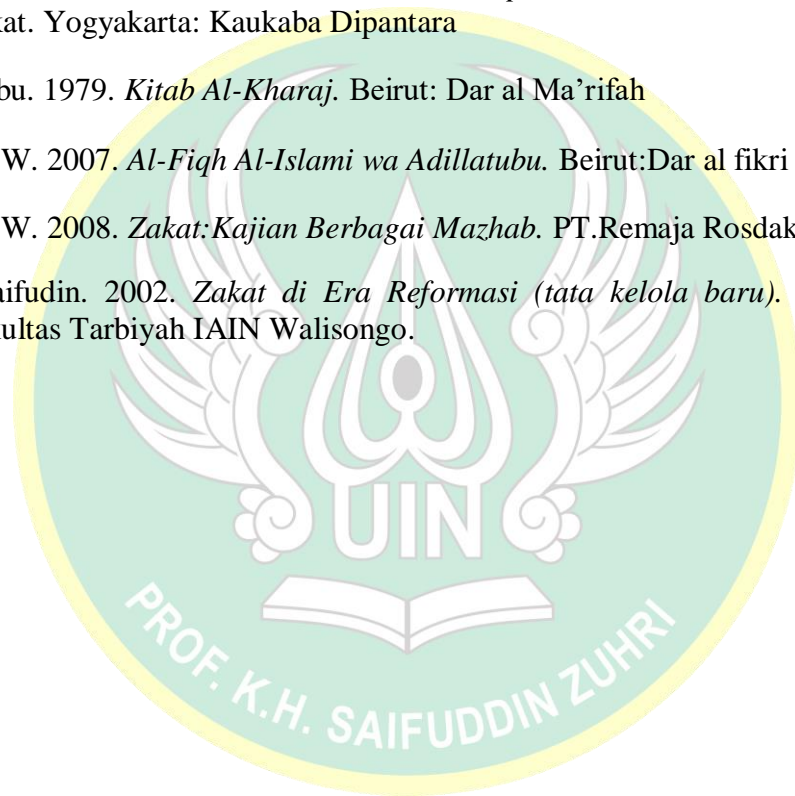 kat. Yogyakarta: Kaukaba Dipantara
bu. 1979. Kitab Al-Kharaj. Beirut: Dar al Ma’rifah
W. 2007. Al-Fiqh Al-Islami wa Adillatubu. Beirut:Dar al fikri
W. 2008. Zakat:Kajian Berbagai Mazhab. PT.Remaja Rosdak
aifudin. 2002. Zakat di Era Reformasi (tata kelola baru).
kultas Tarbiyah IAIN Walisongo.
UIN
PROF. K.H. SAIFUDDIN ZUHRI